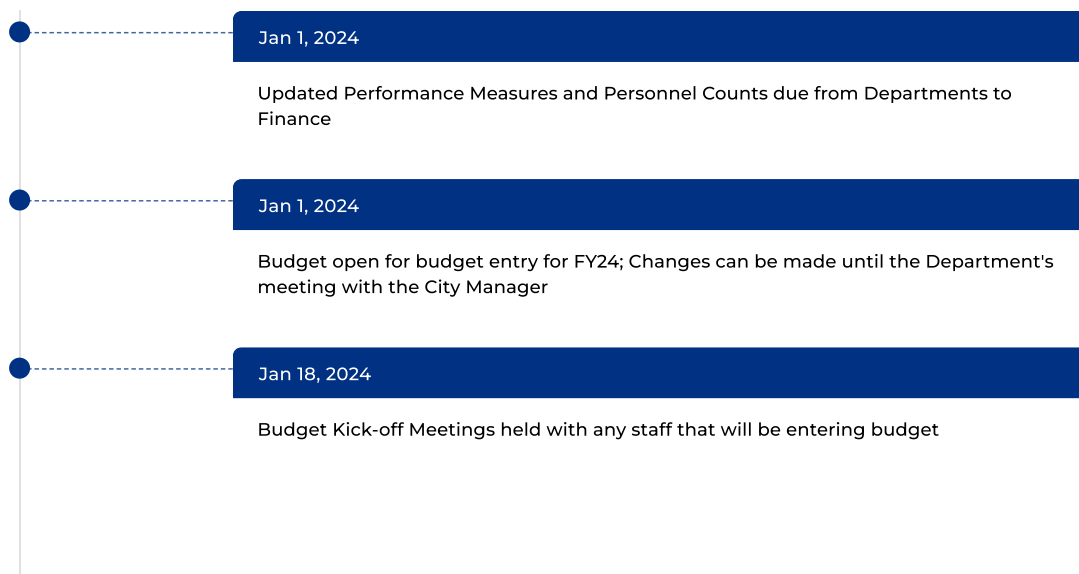 Jan 1, 2024
Updated Performance Measures and Personnel Counts due from Departments to
Finance
Jan 1, 2024
Budget open for budget entry for FY24; Changes can be made until the Department's
meeting with the City Manager
Jan 18, 2024
Budget Kick-off Meetings held with any staff that will be entering budget